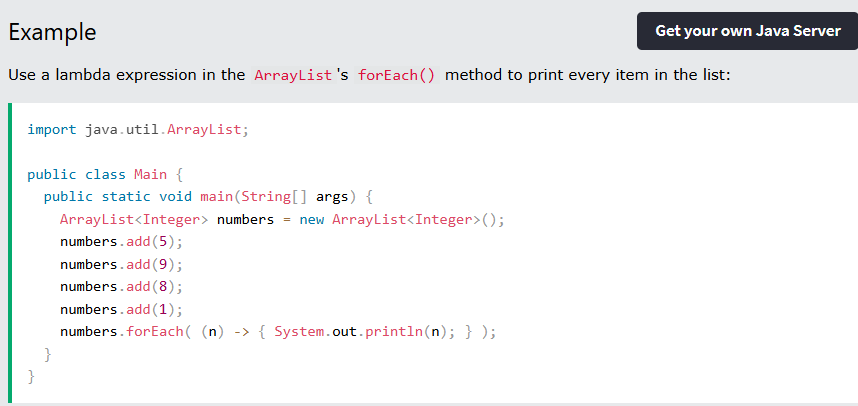 Example
Get your own Java Server
Use a lambda expression in the ArrayList's forEach() method to print every item in the list:
import java.util.ArrayList;
public class Main {
  public static void main(String[] args) {
    ArrayList<Integer> numbers = new ArrayList<Integer>();
    numbers.add(5);
    numbers.add(9);
    numbers.add(8);
    numbers.add(1);
    numbers.forEach( (n) -> { System.out.println(n); } );
  }
}